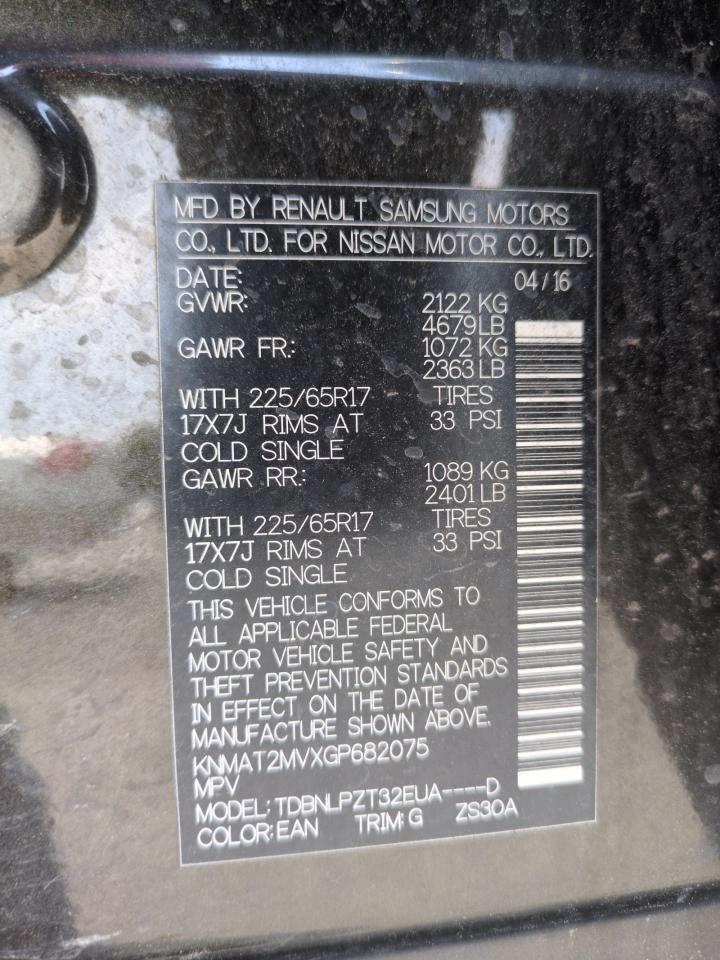 MFD BY RENAULT SAMSUNG MOTORS
CO., LTD. FOR NISSAN MOTOR CO., LTD.
DATE: 04 / 16
GVWR: 2122 KG
4679 LB
GAWR FR.: 1072 KG
2363 LB
WITH 225/65R17 TIRES
17X7J RIMS AT 33 PSI
COLD SINGLE
GAWR RR.: 1089 KG
2401 LB
WITH 225/65R17 TIRES
17X7J RIMS AT 33 PSI
COLD SINGLE
THIS VEHICLE CONFORMS TO
ALL APPLICABLE FEDERAL
MOTOR VEHICLE SAFETY AND
THEFT PREVENTION STANDARDS
IN EFFECT ON THE DATE OF
MANUFACTURE SHOWN ABOVE.
KNMAT2MVXGP682075
MPV
MODEL: TDBNLPZT32EUA----D
COLOR: EAN TRIM: G ZS30A